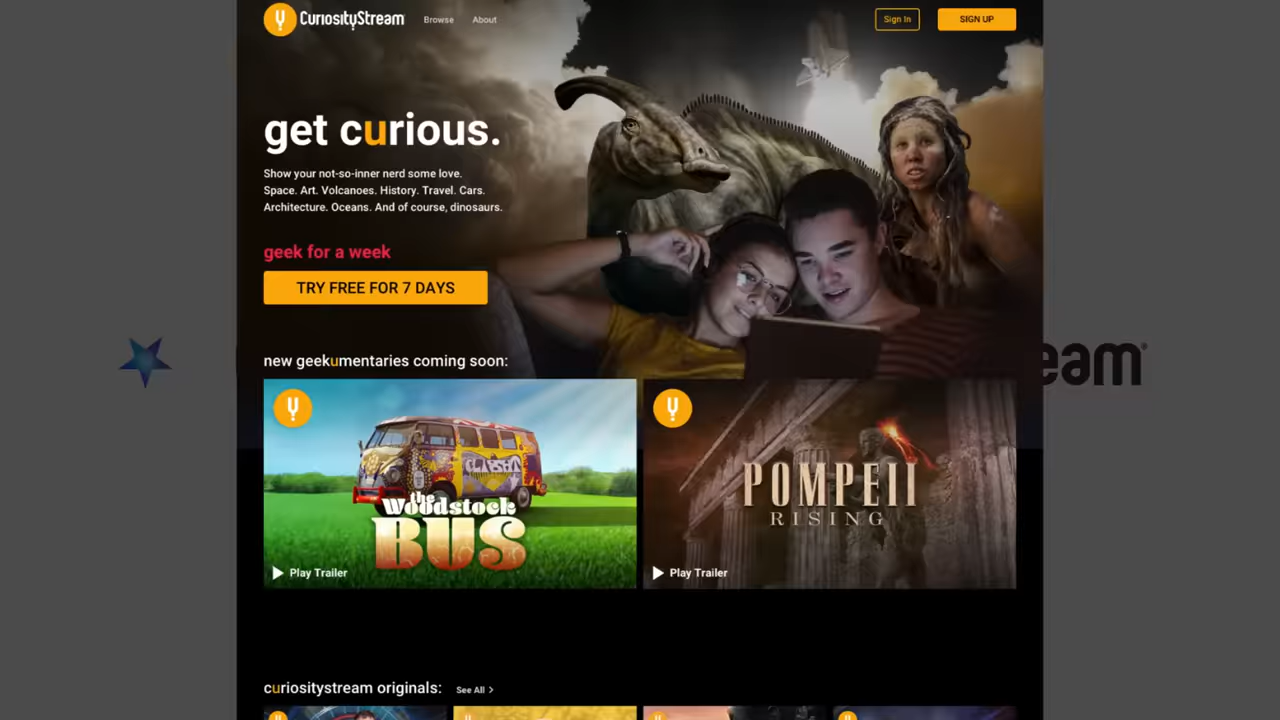 CuriosityStream
Browse
About
Sign In
SIGN UP
get curious.
Show your not-so-inner nerd some love.
Space. Art. Volcanoes. History. Travel. Cars.
Architecture. Oceans. And of course, dinosaurs.
geek for a week
TRY FREE FOR 7 DAYS
new geekumentaries coming soon:
eam
the
Woodstock
BUS
Play Trailer
POMPEII
RISING
Play Trailer
curiositystream originals:
See All